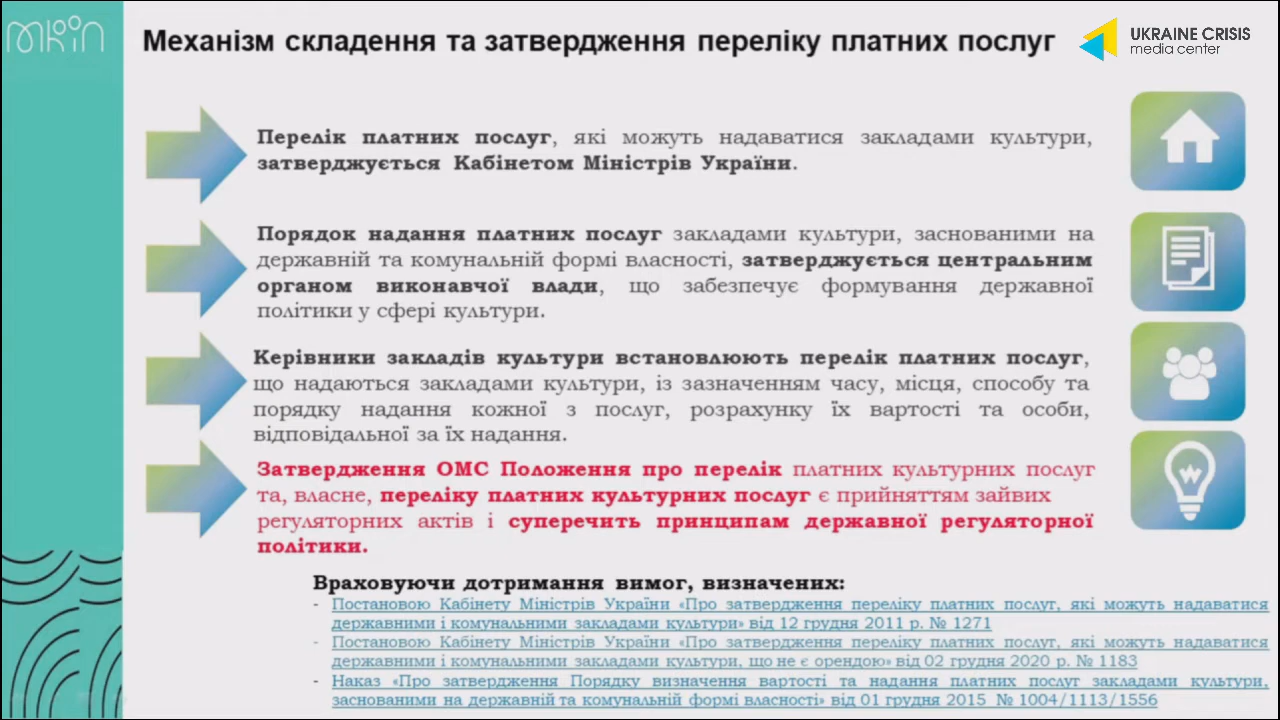 мкіп
Механізм складення та затвердження переліку платних послуг
UKRAINE CRISIS
media center
Перелік платних послуг, які можуть надаватися закладами культури,
затверджується Кабінетом Міністрів України.
Порядок надання платних послуг закладами культури, заснованими на
державній та комунальній формі власності, затверджується центральним
органом виконавчої влади, що забезпечує формування державної
політики у сфері культури.
Керівники закладів культури встановлюють перелік платних послуг,
що надаються закладами культури, із зазначенням часу, місця, способу та
порядку надання кожної з послуг, розрахунку їх вартості та особи,
відповідальної за їх надання.
Затвердження ОМС Положення про перелік платних культурних послуг
та, власне, переліку платних культурних послуг є прийняттям зайвих
регуляторних актів і суперечить принципам державної регуляторної
політики.
Враховуючи дотримання вимог, визначених:
- Постановою Кабінету Міністрів України «Про затвердження переліку платних послуг, які можуть надаватися
державними і комунальними закладами культури» від 12 грудня 2011 р. № 1271
- Постановою Кабінету Міністрів України «Про затвердження переліку платних послуг, які можуть надаватися
державними і комунальними закладами культури, що не є орендою» від 02 грудня 2020 р. № 1183
- Наказ «Про затвердження Порядку визначення вартості та надання платних послуг закладами культури,
заснованими на державній та комунальній формі власності» від 01 грудня 2015 № 1004/1113/1556